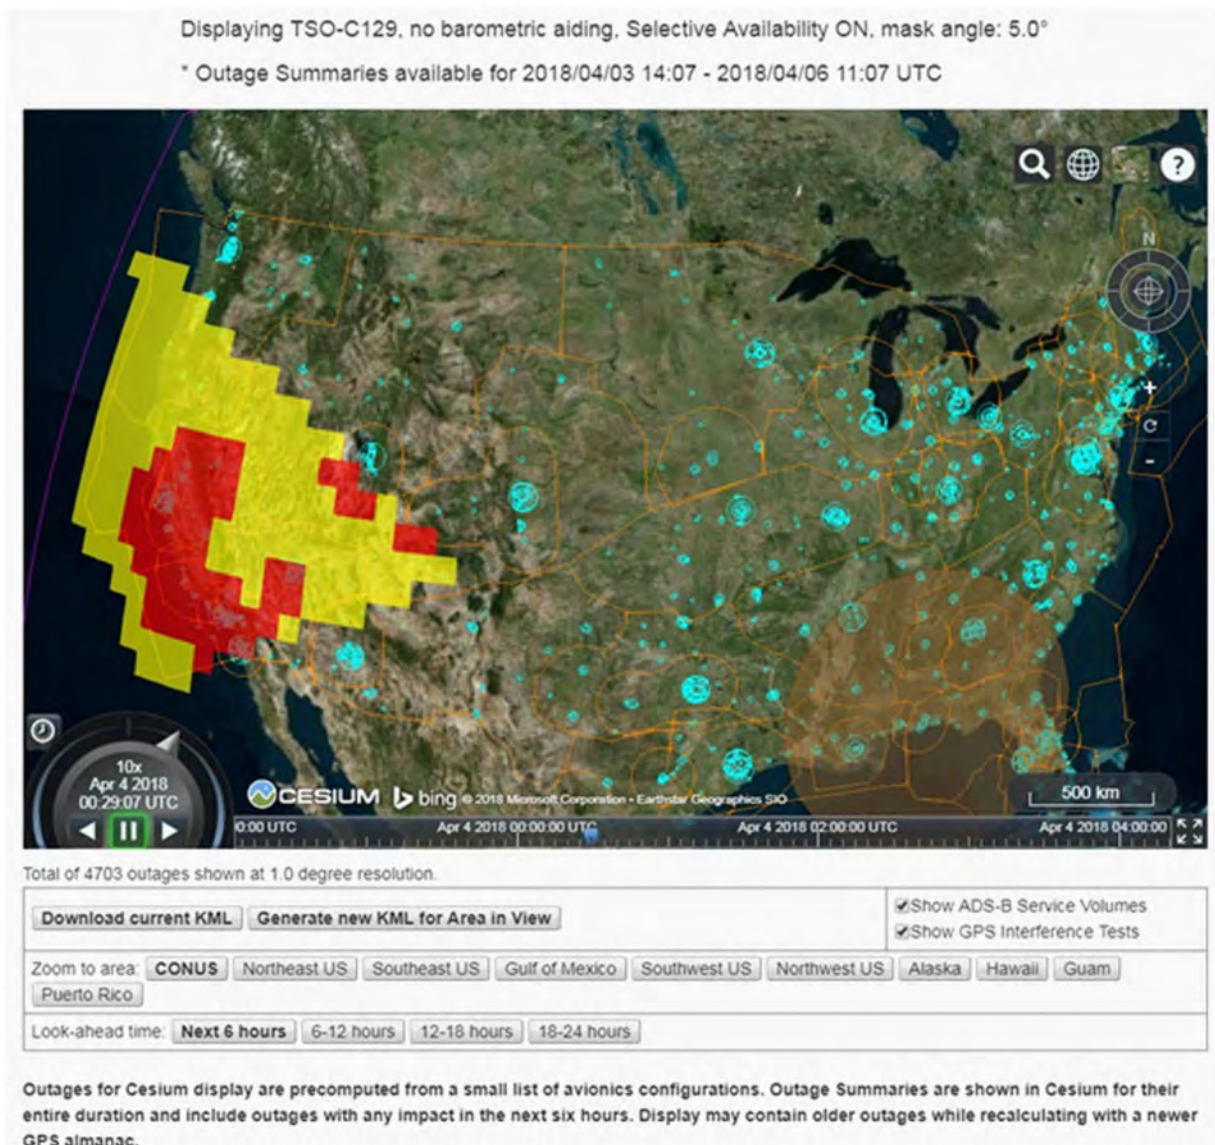 Displaying TSO-C129, no barometric aiding, Selective Availability ON, mask angle: 5.0°
* Outage Summaries available for 2018/04/03 14:07 - 2018/04/06 11:07 UTC
?
N
+
-
10x
Apr 4 2018
00:29:07 UTC
CESIUM bing © 2018 Microsoft Corporation • Earthstar Geographics SIO
500 km
0:00 UTC Apr 4 2018 00:00:00 UTC Apr 4 2018 02:00:00 UTC Apr 4 2018 04:00:00
Total of 4703 outages shown at 1.0 degree resolution.
Download current KML Generate new KML for Area in View
Show ADS-B Service Volumes
Show GPS Interference Tests
Zoom to area: CONUS Northeast US Southeast US Gulf of Mexico Southwest US Northwest US Alaska Hawaii Guam
Puerto Rico
Look-ahead time: Next 6 hours 6-12 hours 12-18 hours 18-24 hours
Outages for Cesium display are precomputed from a small list of avionics configurations. Outage Summaries are shown in Cesium for their
entire duration and include outages with any impact in the next six hours. Display may contain older outages while recalculating with a newer
GPS almanac.